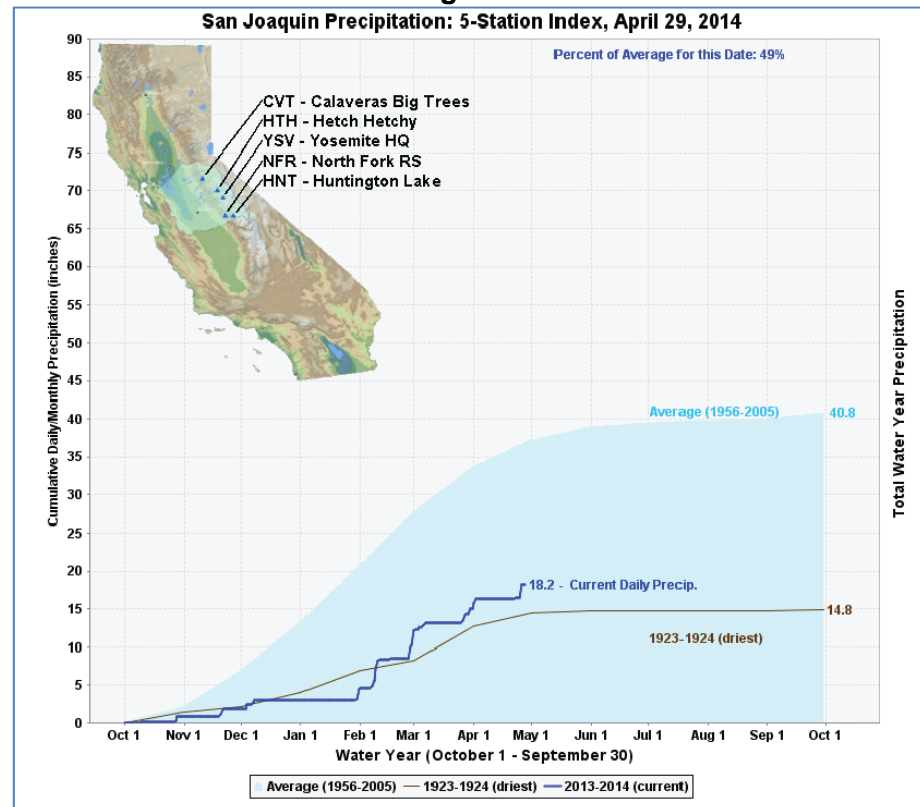 San Joaquin Precipitation: 5-Station Index, April 29, 2014
Percent of Average for this Date: 49%
CVT - Calaveras Big Trees
HTH - Hetch Hetchy
YSV - Yosemite HQ
NFR - North Fork RS
HNT - Huntington Lake
Cumulative Daily/Monthly Precipitation (inches)
90
85
80
75
70
65
60
55
50
45
40
35
30
25
20
15
10
5
0
Average (1956-2005)
40.8
18.2 - Current Daily Precip.
14.8
1923-1924 (driest)
Total Water Year Precipitation
Oct 1 Nov 1 Dec 1 Jan 1 Feb 1 Mar 1 Apr 1 May 1 Jun 1 Jul 1 Aug 1 Sep 1 Oct 1
Water Year (October 1 - September 30)
Average (1956-2005) 1923-1924 (driest) 2013-2014 (current)